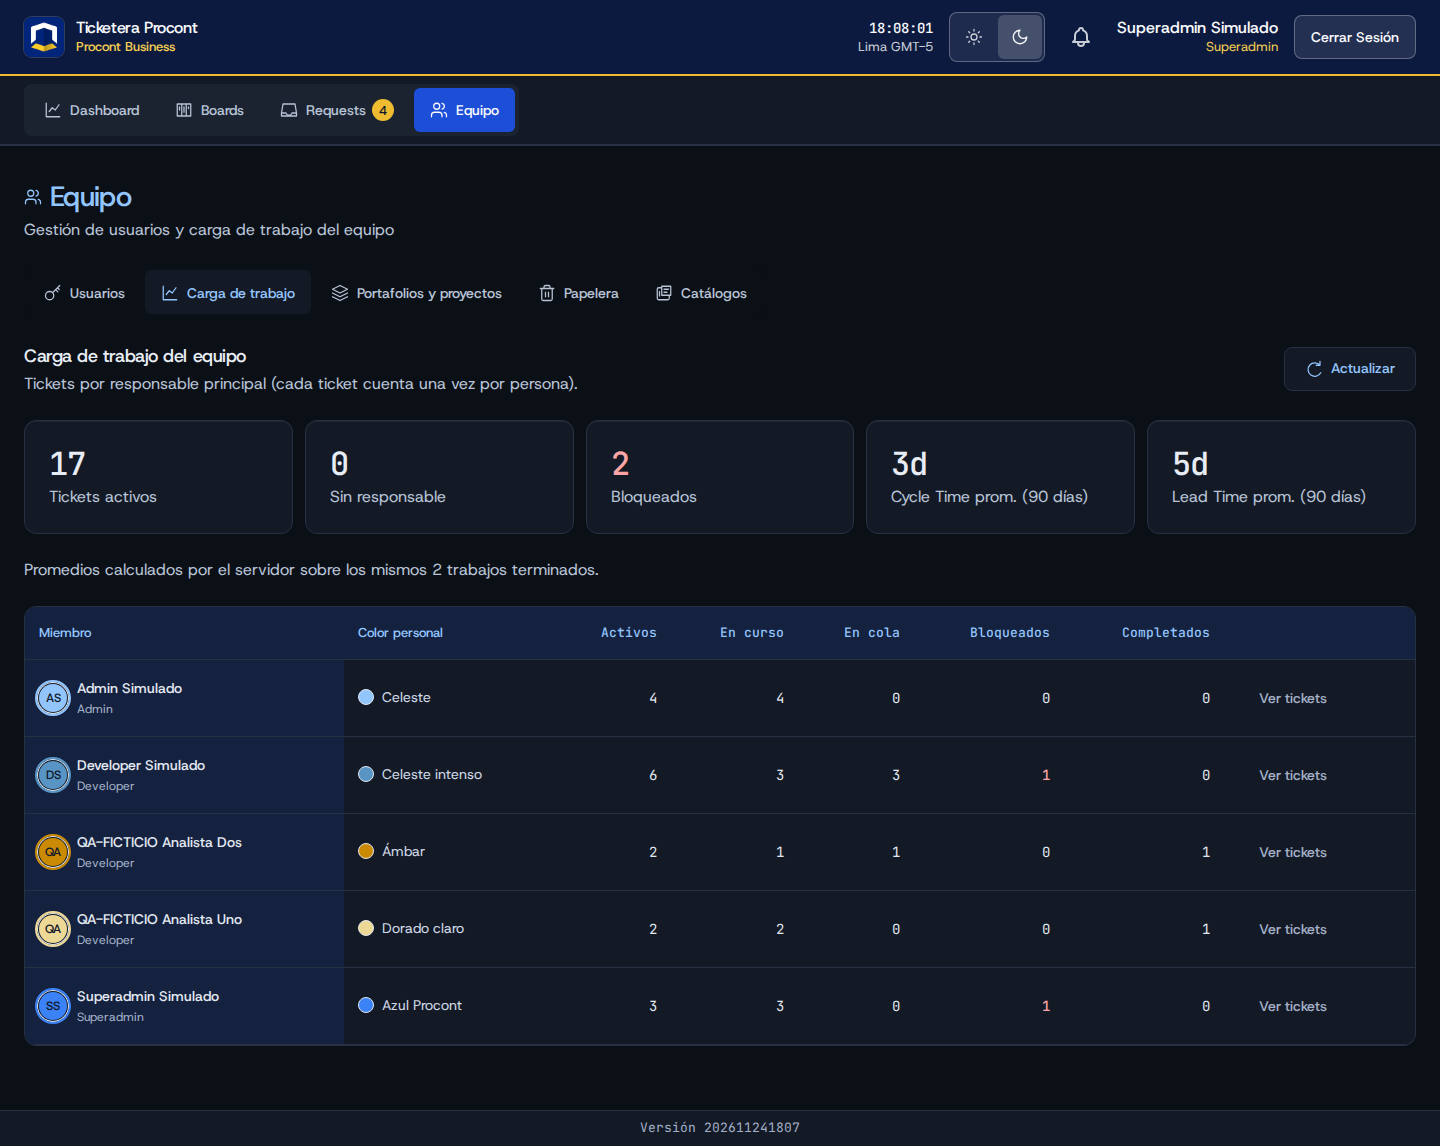 Ticketera Procont
Procont Business
18:08:01
Lima GMT-5
Superadmin Simulado
Superadmin
Cerrar Sesión
Dashboard
Boards
Requests 4
Equipo
Equipo
Gestión de usuarios y carga de trabajo del equipo
Usuarios
Carga de trabajo
Portafolios y proyectos
Papelera
Catálogos
Carga de trabajo del equipo
Tickets por responsable principal (cada ticket cuenta una vez por persona).
Actualizar
17
Tickets activos
0
Sin responsable
2
Bloqueados
3d
Cycle Time prom. (90 días)
5d
Lead Time prom. (90 días)
Promedios calculados por el servidor sobre los mismos 2 trabajos terminados.
Miembro Color personal Activos En curso En cola Bloqueados Completados
AS Admin Simulado
Admin
Celeste 4 4 0 0 0 Ver tickets
DS Developer Simulado
Developer
Celeste intenso 6 3 3 1 0 Ver tickets
QA QA-FICTICIO Analista Dos
Developer
Ámbar 2 1 1 0 1 Ver tickets
QA QA-FICTICIO Analista Uno
Developer
Dorado claro 2 2 0 0 1 Ver tickets
SS Superadmin Simulado
Superadmin
Azul Procont 3 3 0 1 0 Ver tickets
Versión 202611241807